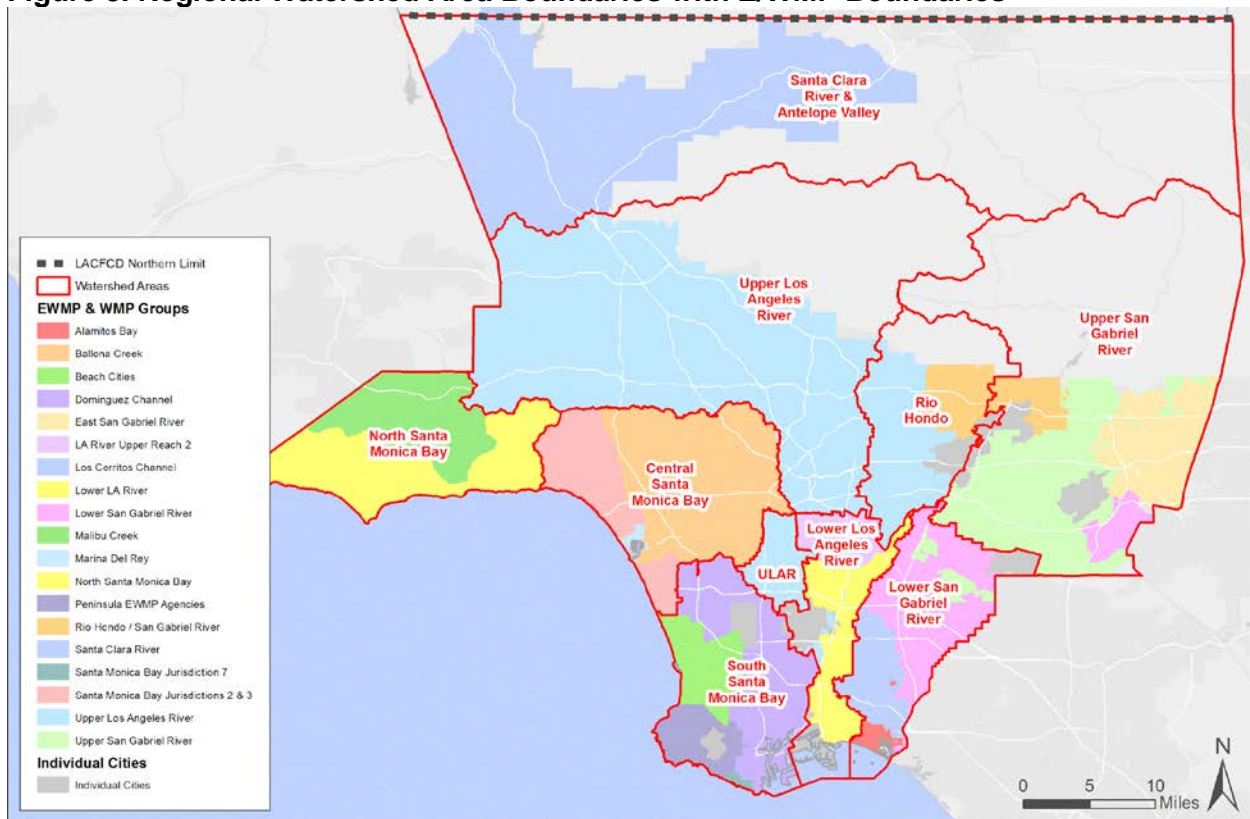 Figure 3. Regional Watershed Area Boundaries with E/WMP Boundaries
Santa Clara
River &
Antelope Valley
LACFCD Northern Limit
Watershed Areas
EWMP & WMP Groups
Alamitos Bay
Ballona Creek
Beach Cities
Dominguez Channel
East San Gabriel River
LA River Upper Reach 2
Los Cerritos Channel
Lower LA River
Lower San Gabriel River
Malibu Creek
Marina Del Rey
North Santa Monica Bay
Peninsula EWMP Agencies
Rio Hondo / San Gabriel River
Santa Clara River
Santa Monica Bay Jurisdiction 7
Santa Monica Bay Jurisdictions 2 & 3
Upper Los Angeles River
Upper San Gabriel River
Individual Cities
Individual Cities
Upper Los
Angeles
River
Upper San
Gabriel
River
Rio
Hondo
North Santa
Monica Bay
Central
Santa
Monica Bay
Lower Los
Angeles
River
ULAR
Lower San
Gabriel
River
South
Santa
Monica Bay
N
0 5 10
Miles